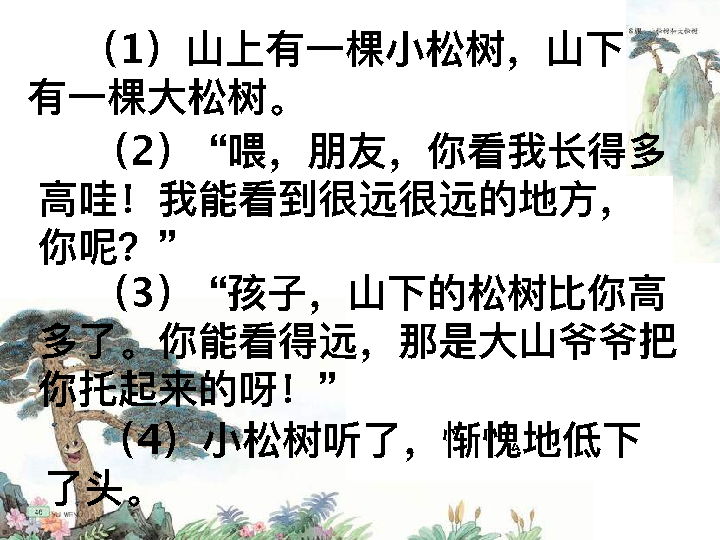 （1）山上有一棵小松树，山下
有一棵大松树。
（2）“喂，朋友，你看我长得多
高哇！我能看到很远很远的地方，
你呢？”
（3）“孩子，山下的松树比你高
多了。你能看得远，那是大山爷爷把
你托起来的呀！”
（4）小松树听了，惭愧地低下
了头。
46